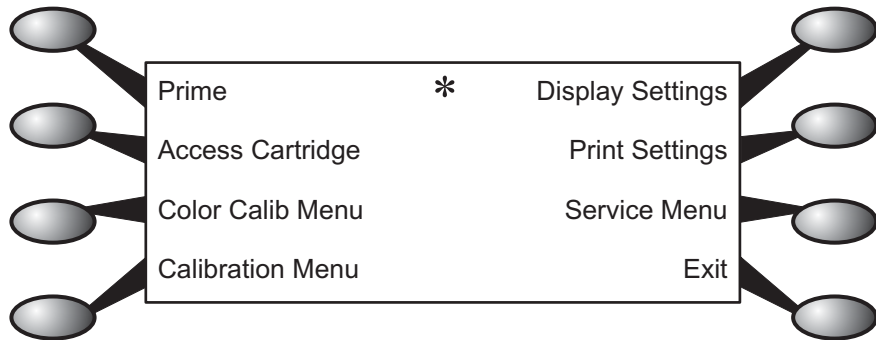 Prime * Display Settings
Access Cartridge Print Settings
Color Calib Menu Service Menu
Calibration Menu Exit